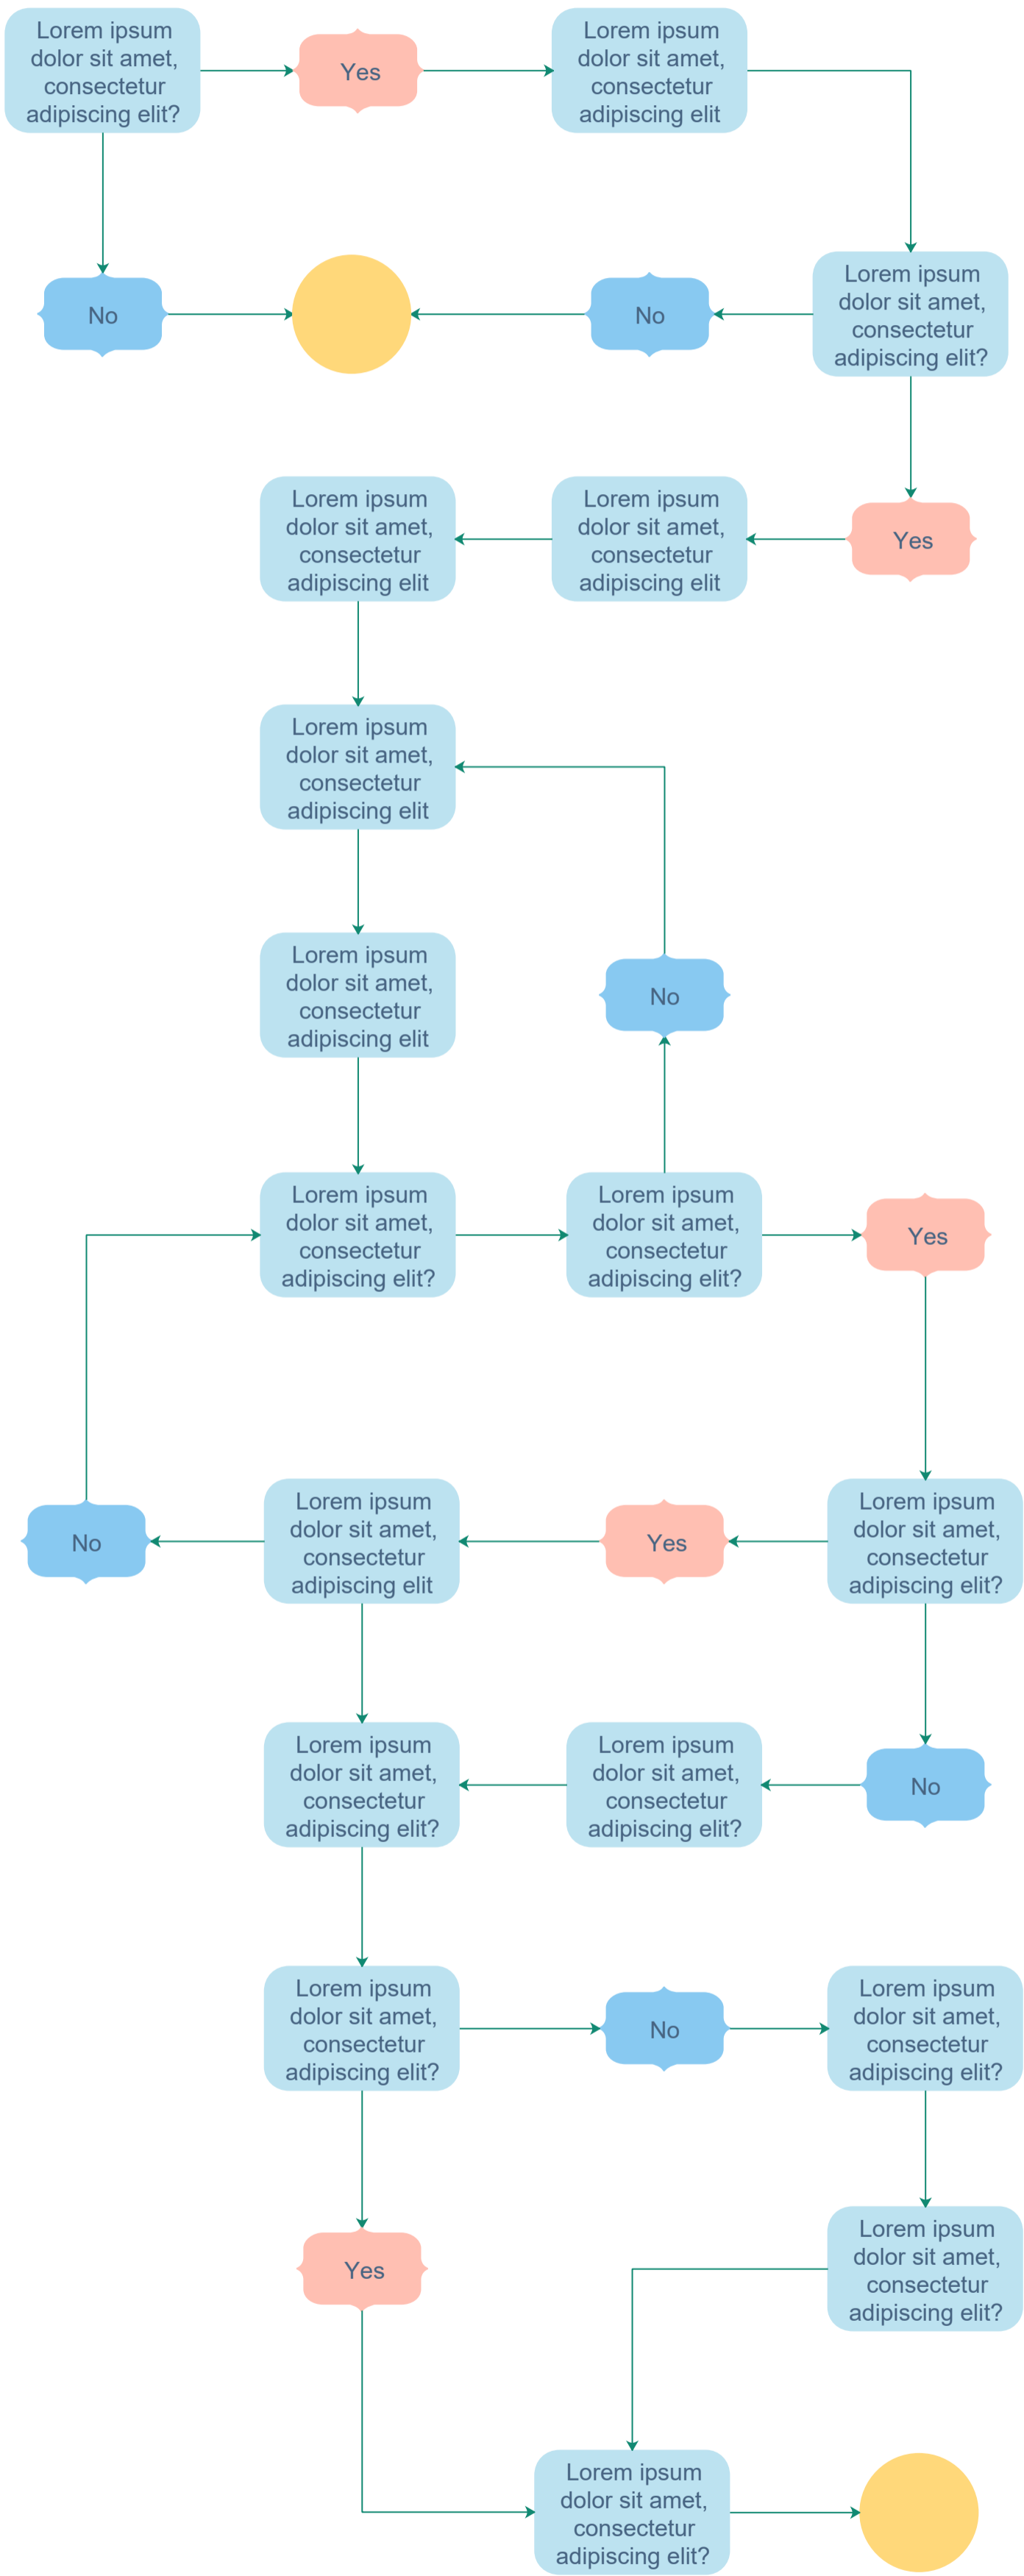 Lorem ipsum
dolor sit amet,
consectetur
adipiscing elit?
Yes
Lorem ipsum
dolor sit amet,
consectetur
adipiscing elit
No
No
Lorem ipsum
dolor sit amet,
consectetur
adipiscing elit?
Lorem ipsum
dolor sit amet,
consectetur
adipiscing elit
Lorem ipsum
dolor sit amet,
consectetur
adipiscing elit
Yes
Lorem ipsum
dolor sit amet,
consectetur
adipiscing elit
Lorem ipsum
dolor sit amet,
consectetur
adipiscing elit
No
Lorem ipsum
dolor sit amet,
consectetur
adipiscing elit?
Lorem ipsum
dolor sit amet,
consectetur
adipiscing elit?
Yes
No
Lorem ipsum
dolor sit amet,
consectetur
adipiscing elit
Yes
Lorem ipsum
dolor sit amet,
consectetur
adipiscing elit?
Lorem ipsum
dolor sit amet,
consectetur
adipiscing elit?
Lorem ipsum
dolor sit amet,
consectetur
adipiscing elit?
No
Lorem ipsum
dolor sit amet,
consectetur
adipiscing elit?
No
Lorem ipsum
dolor sit amet,
consectetur
adipiscing elit?
Yes
Lorem ipsum
dolor sit amet,
consectetur
adipiscing elit?
Lorem ipsum
dolor sit amet,
consectetur
adipiscing elit?